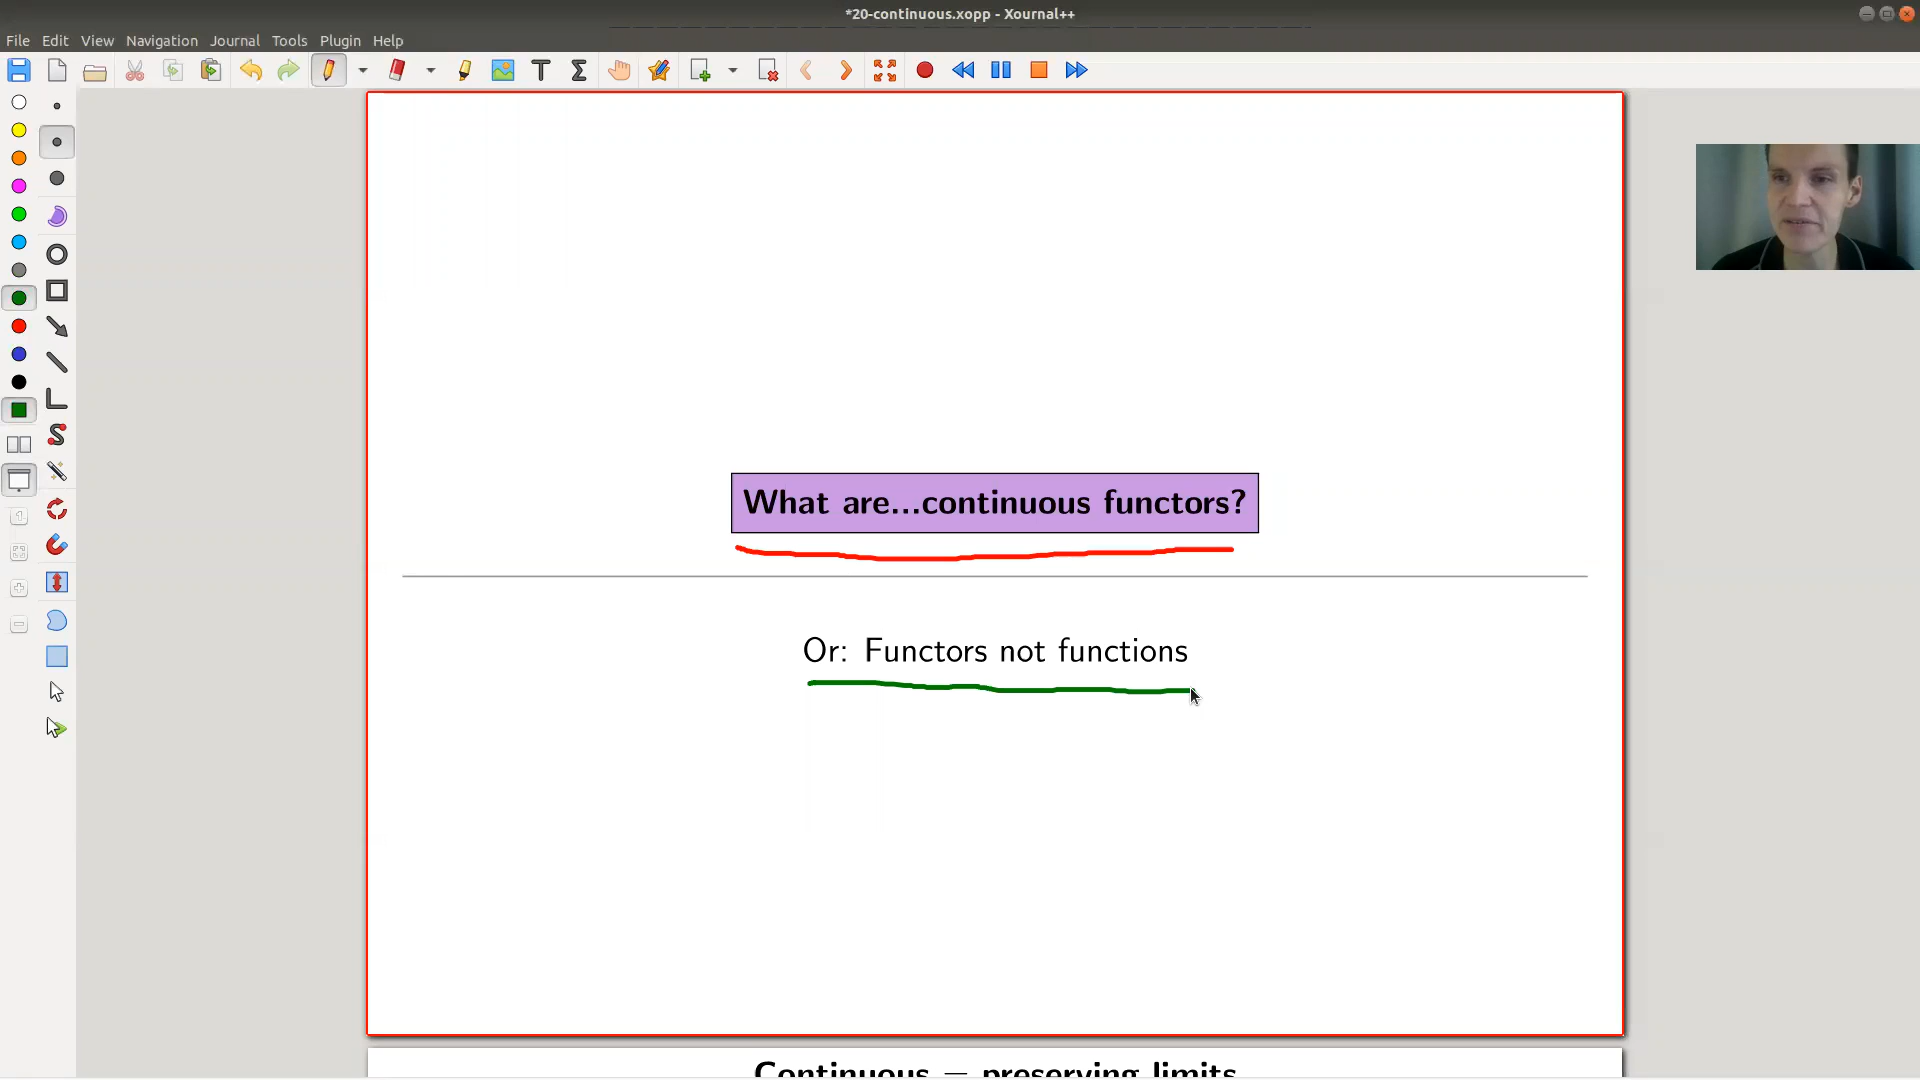 *20-continuous.xopp - Xournal++
File Edit View Navigation Journal Tools Plugin Help
What are...continuous functors?
Or: Functors not functions
Continuous = preserving limits